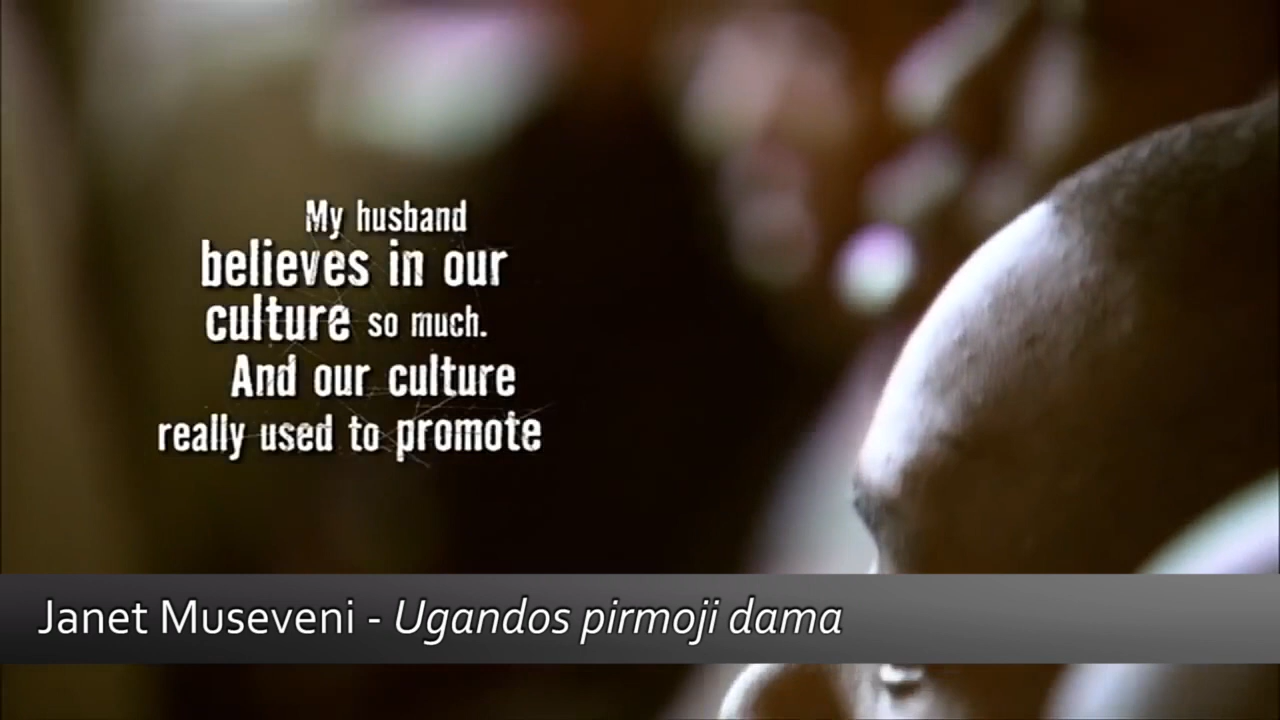 My husband
believes in our
culture so much.
And our culture
really used to promote
Janet Museveni - Ugandos pirmoji dama